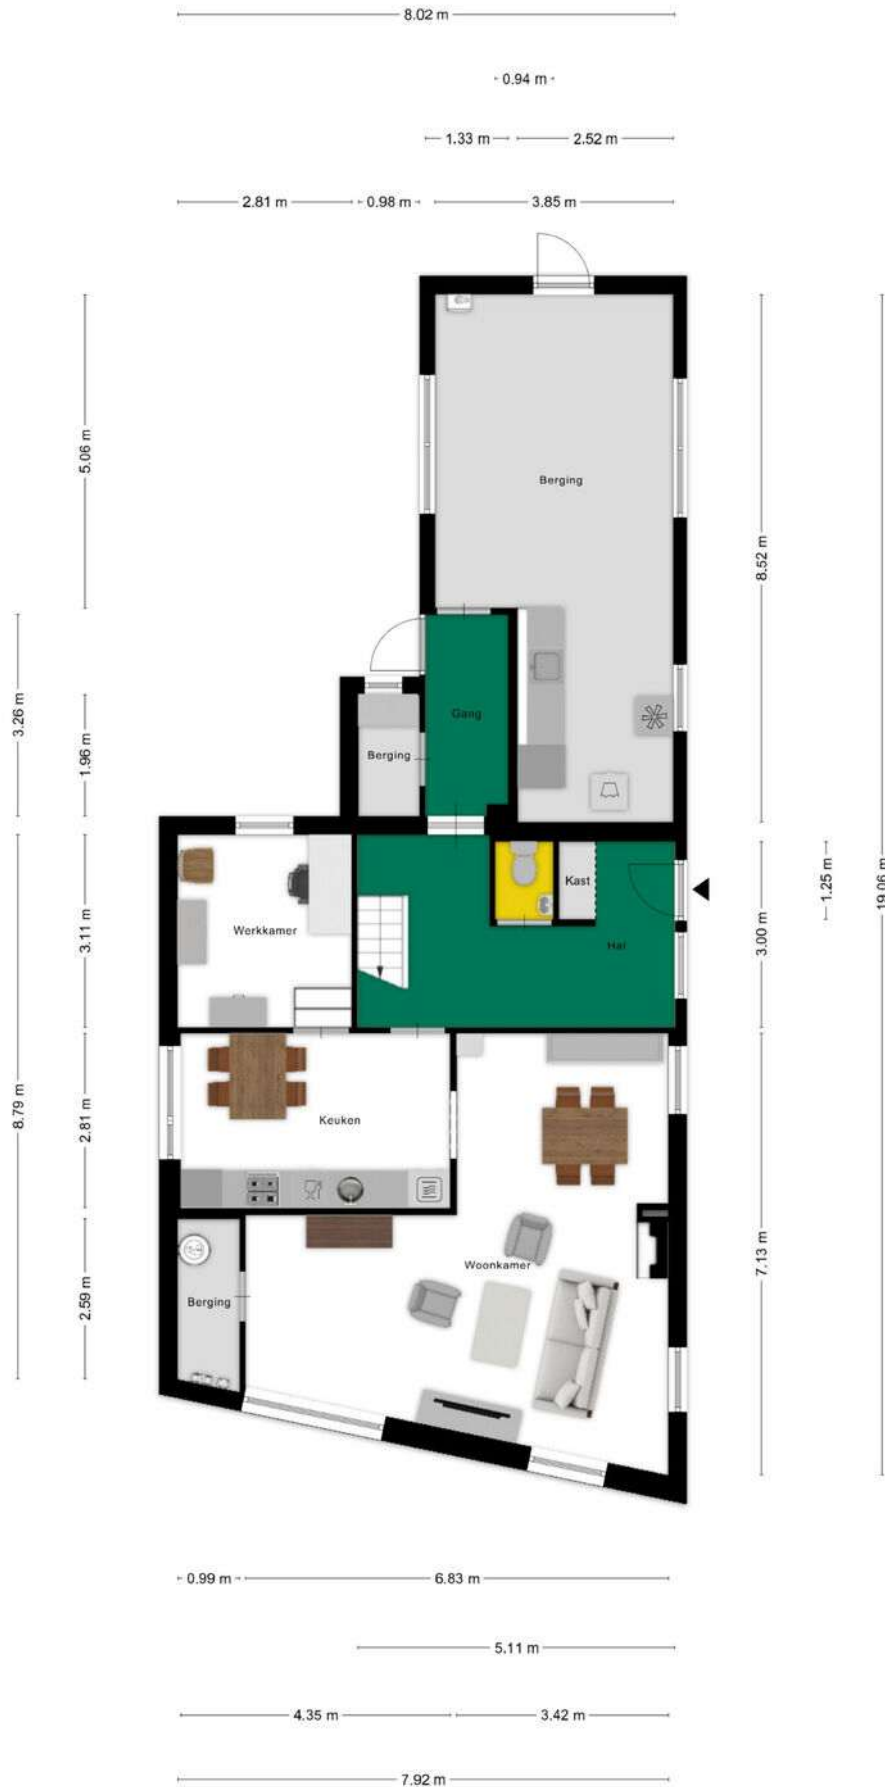 8.02 m
0.94 m
1.33 m
2.52 m
2.81 m
0.98 m
3.85 m
5.06 m
Berging
8.52 m
3.26 m
Gang
1.96 m
Berging
19.06 m
1.25 m
Kast
3.11 m
Werkkamer
Hal
3.00 m
8.79 m
2.81 m
Keuken
7.13 m
Woonkamer
2.59 m
Berging
0.99 m
6.83 m
5.11 m
4.35 m
3.42 m
7.92 m